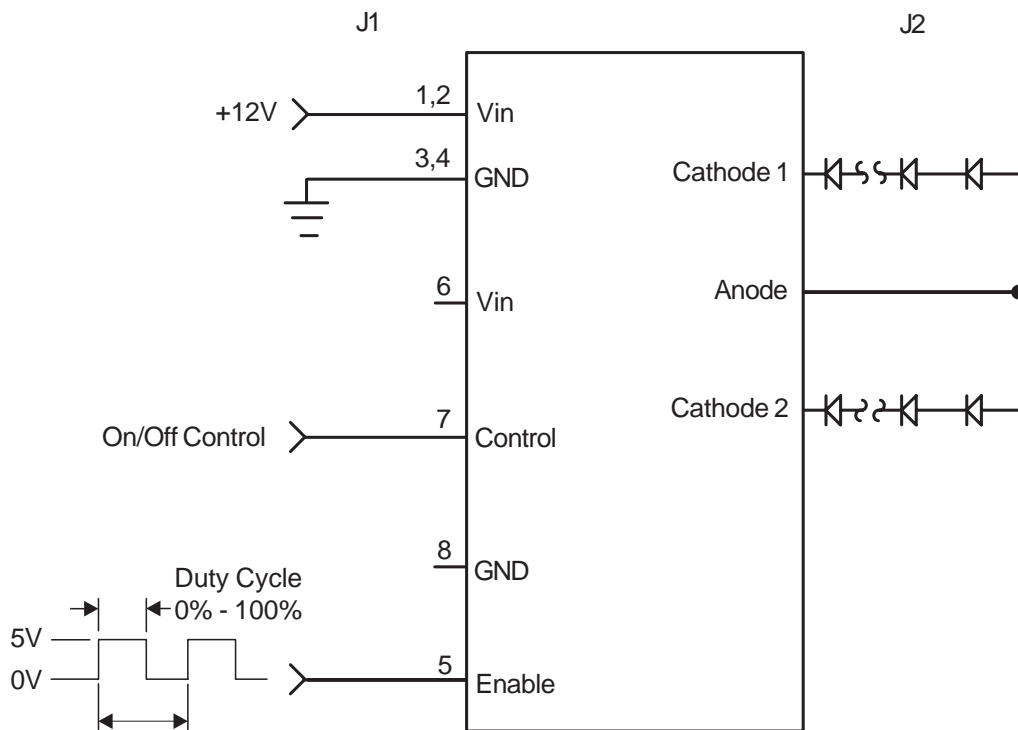 J1
J2
+12V
1,2
Vin
3,4
GND
Cathode 1
6
Vin
Anode
Cathode 2
On/Off Control
7
Control
8
GND
Duty Cycle
0% - 100%
5V
0V
5
Enable